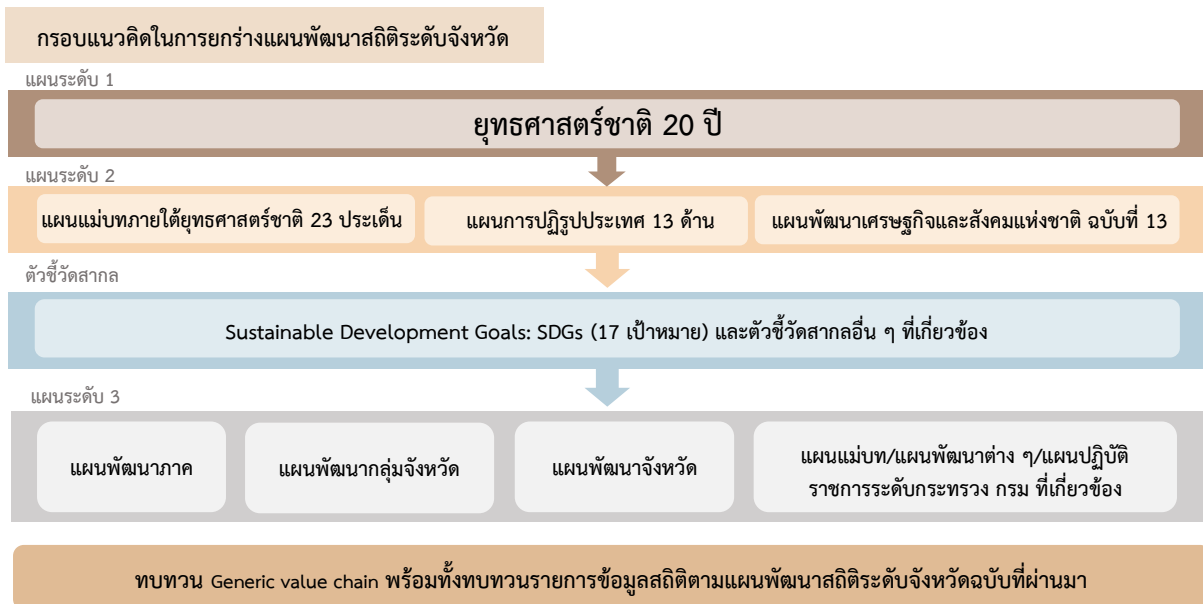 กรอบแนวคิดในการยกร่างแผนพัฒนาสถิติระดับจังหวัด
แผนระดับ 1
ยุทธศาสตร์ชาติ 20 ปี
แผนระดับ 2
แผนแม่บทภายใต้ยุทธศาสตร์ชาติ 23 ประเด็น
แผนการปฏิรูปประเทศ 13 ด้าน
แผนพัฒนาเศรษฐกิจและสังคมแห่งชาติ ฉบับที่ 13
ตัวชี้วัดสากล
Sustainable Development Goals: SDGs (17 เป้าหมาย) และตัวชี้วัดสากลอื่น ๆ ที่เกี่ยวข้อง
แผนระดับ 3
แผนพัฒนาภาค
แผนพัฒนากลุ่มจังหวัด
แผนพัฒนาจังหวัด
แผนแม่บท/แผนพัฒนาต่าง ๆ/แผนปฏิบัติ
ราชการระดับกระทรวง กรม ที่เกี่ยวข้อง
ทบทวน Generic value chain พร้อมทั้งทบทวนรายการข้อมูลสถิติตามแผนพัฒนาสถิติระดับจังหวัดฉบับที่ผ่านมา